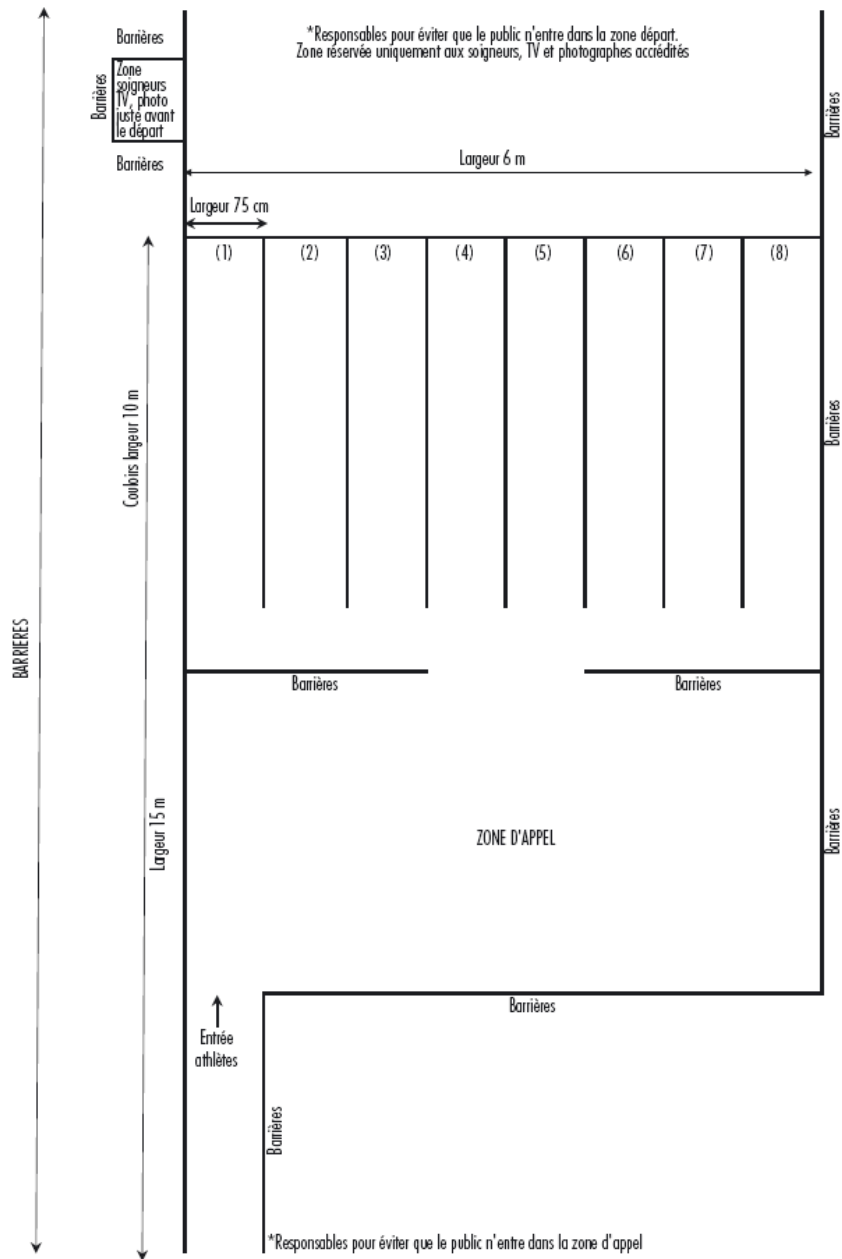 Barrières
*Responsables pour éviter que le public n'entre dans la zone départ.
Zone réservée uniquement aux soigneurs, TV et photographes accrédités
Barrières
Zone
soigneurs
TV, photo
juste avant
le départ
Barrières
Barrières
Largeur 6 m
Largeur 75 cm
(1)
(2)
(3)
(4)
(5)
(6)
(7)
(8)
Couloirs largeur 10 m
Barrières
BARRIERES
Barrières
Barrières
Largeur 15 m
ZONE D'APPEL
Barrières
Barrières
Entrée
athlètes
Barrières
*Responsables pour éviter que le public n'entre dans la zone d'appel